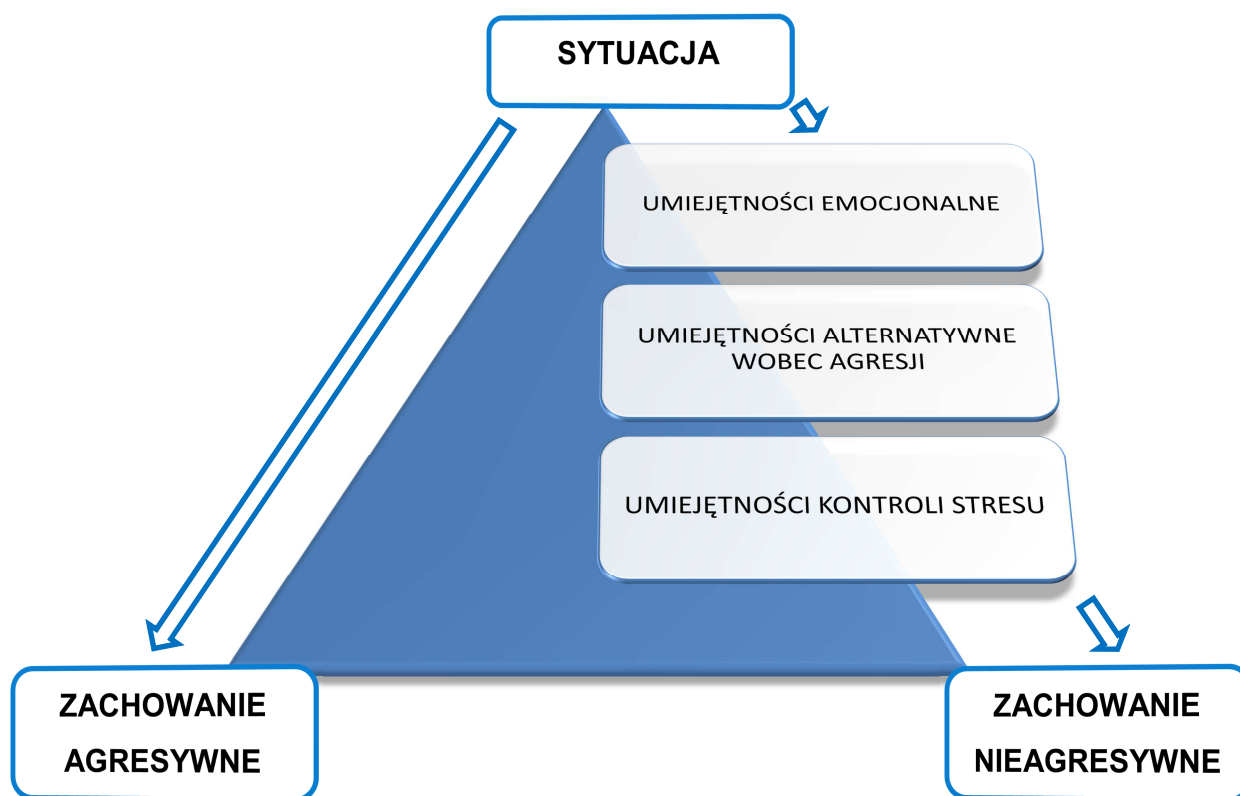 SYTUACJA
UMIEJĘTNOŚCI EMOCJONALNE
UMIEJĘTNOŚCI ALTERNATYWNE
WOBEC AGRESJI
UMIEJĘTNOŚCI KONTROLI STRESU
ZACHOWANIE
AGRESYWNE
ZACHOWANIE
NIEAGRESYWNE